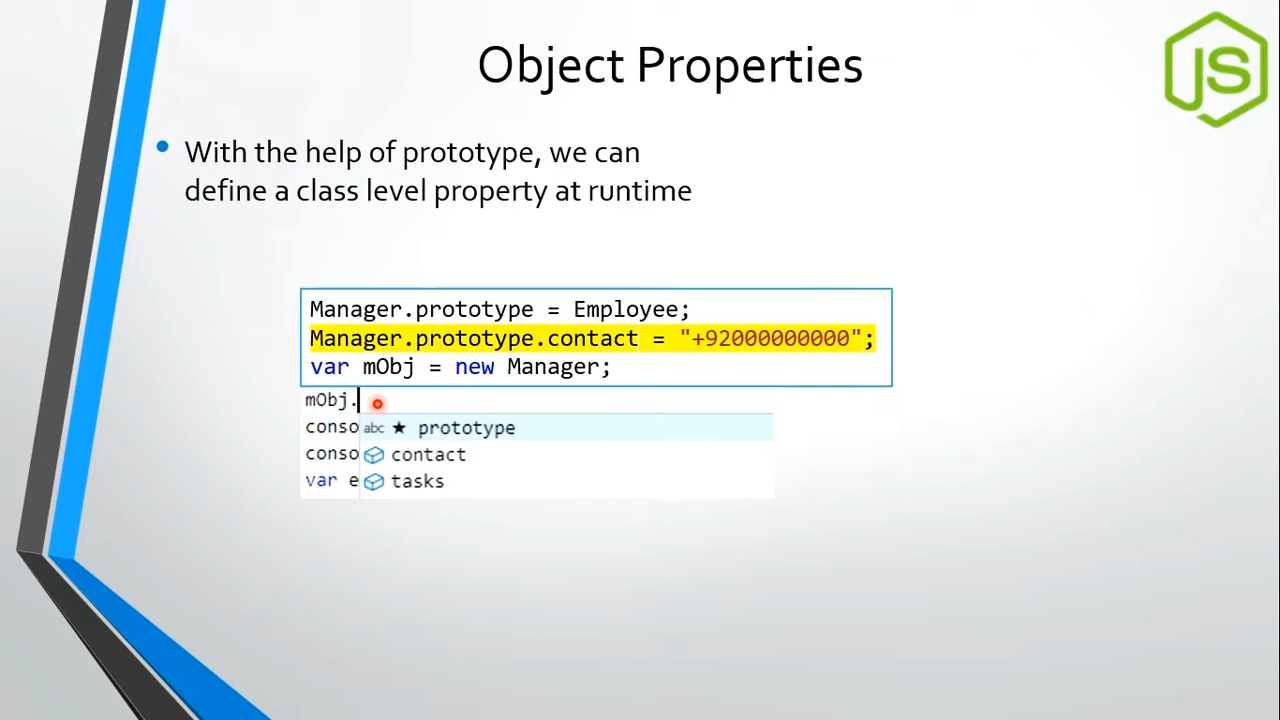 Object Properties
JS
• With the help of prototype, we can
define a class level property at runtime
Manager.prototype = Employee;
Manager.prototype.contact = "+92000000000";
var mObj = new Manager;
mObj.
conso abc ★ prototype
conso contact
var e tasks